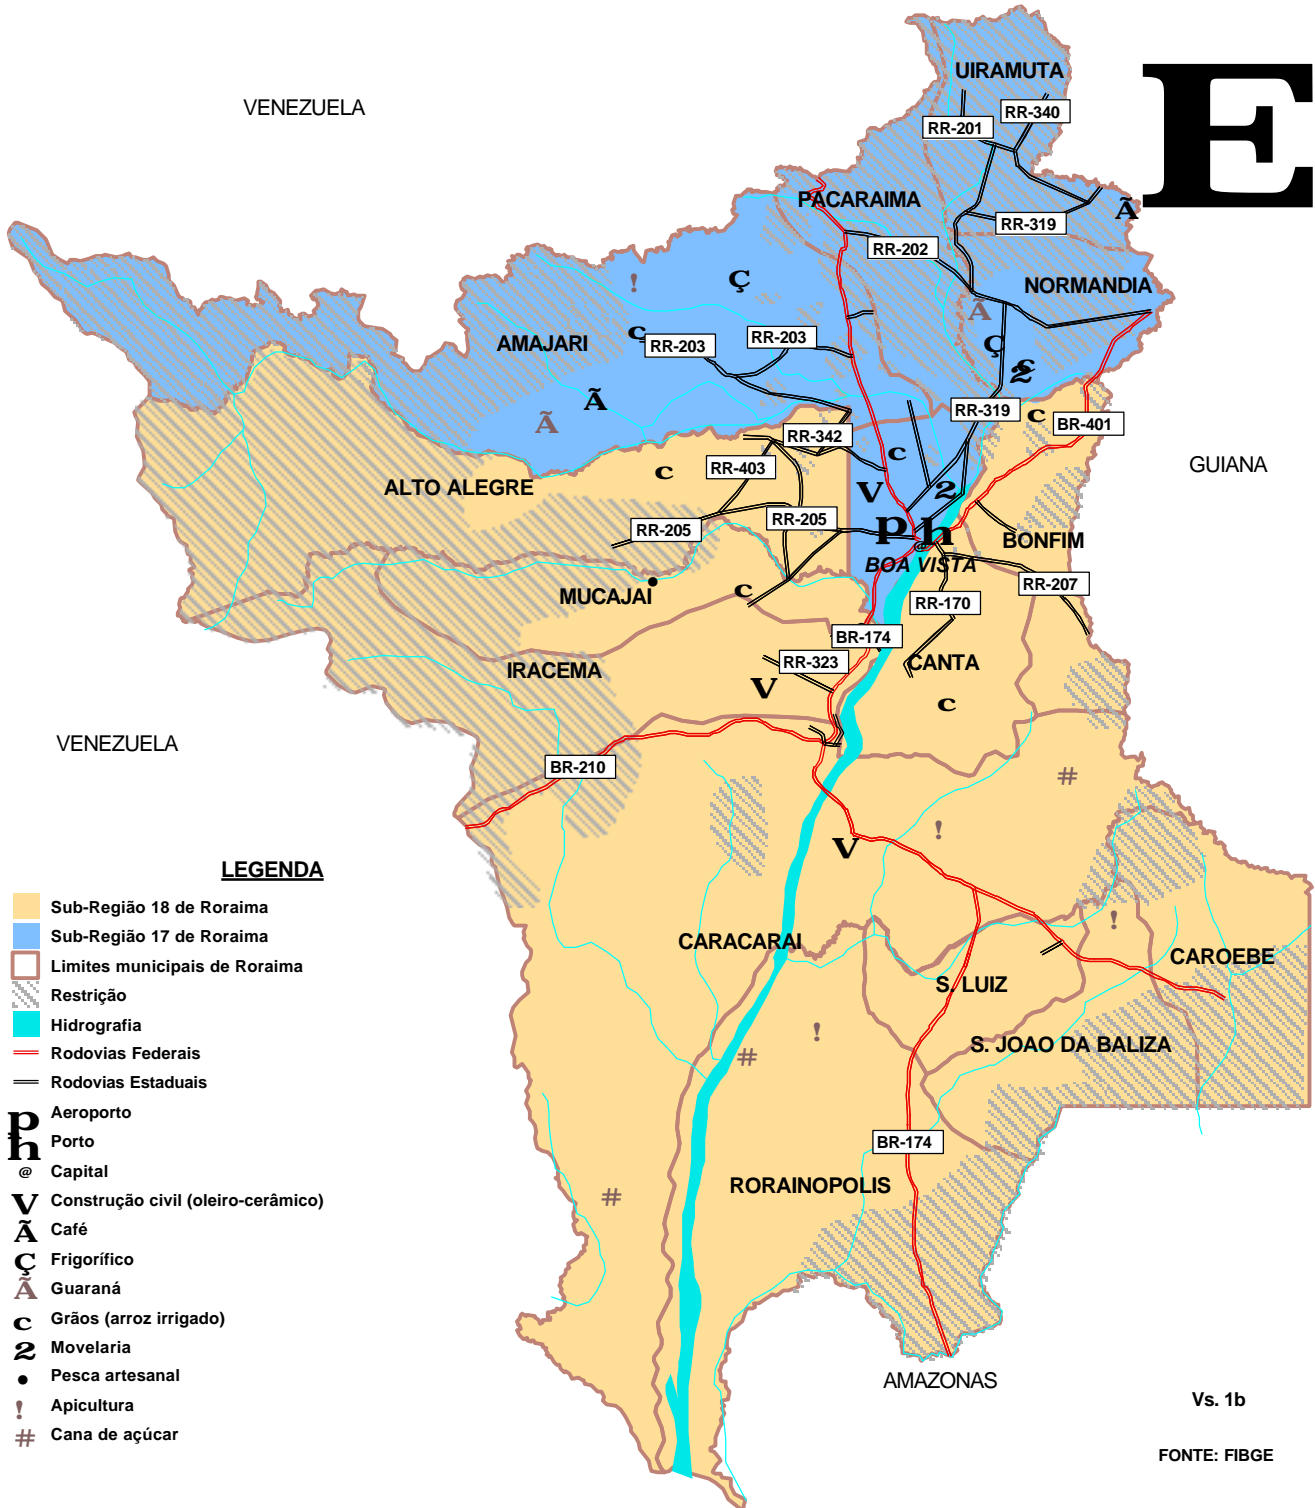 E
VENEZUELA
UIRAMUTA
RR-340
RR-201
PACARAIMA
Ã
RR-319
RR-202
!
Ç
NORMANDIA
Ã
AMAJARI
ç
RR-203
RR-203
Ç
c
2
Ã
Ã
RR-319
c
BR-401
RR-342
c
GUIANA
c
RR-403
ALTO ALEGRE
V
2
RR-205
RR-205
p h
BONFIM
@
BOA VISTA
RR-207
MUCAJAI
c
RR-170
BR-174
RR-323
CANTA
IRACEMA
V
c
VENEZUELA
BR-210
#
!
V
LEGENDA
Sub-Região 18 de Roraima
Sub-Região 17 de Roraima
Limites municipais de Roraima
Restrição
Hidrografia
Rodovias Federais
Rodovias Estaduais
p Aeroporto
h Porto
@ Capital
V Construção civil (oleiro-cerâmico)
Ã Café
Ç Frigorífico
Ã Guaraná
c Grãos (arroz irrigado)
2 Movelaria
● Pesca artesanal
! Apicultura
# Cana de açúcar
!
CARACARAI
CAROEBE
S. LUIZ
!
S. JOAO DA BALIZA
#
BR-174
RORAINOPOLIS
#
AMAZONAS
Vs. 1b
FONTE: FIBGE